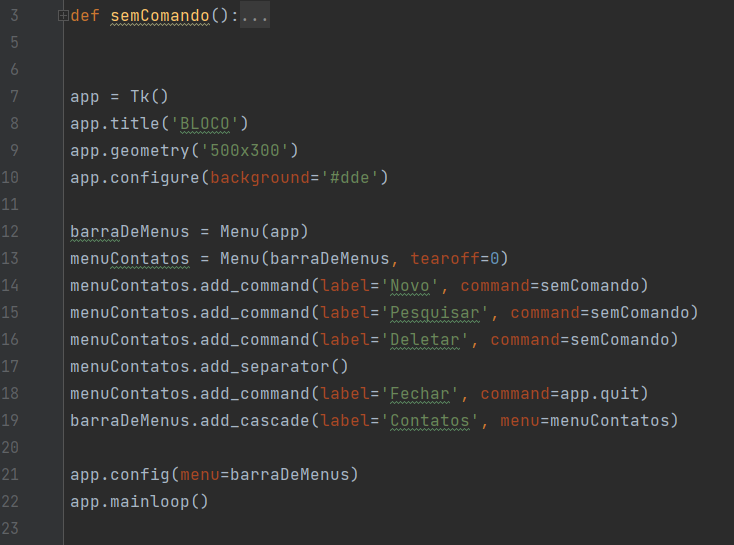 3 def semComando():...
5
6
7 app = Tk()
8 app.title('BLOCO')
9 app.geometry('500x300')
10 app.configure(background='#dde')
11
12 barraDeMenus = Menu(app)
13 menuContatos = Menu(barraDeMenus, tearoff=0)
14 menuContatos.add_command(label='Novo', command=semComando)
15 menuContatos.add_command(label='Pesquisar', command=semComando)
16 menuContatos.add_command(label='Deletar', command=semComando)
17 menuContatos.add_separator()
18 menuContatos.add_command(label='Fechar', command=app.quit)
19 barraDeMenus.add_cascade(label='Contatos', menu=menuContatos)
20
21 app.config(menu=barraDeMenus)
22 app.mainloop()
23